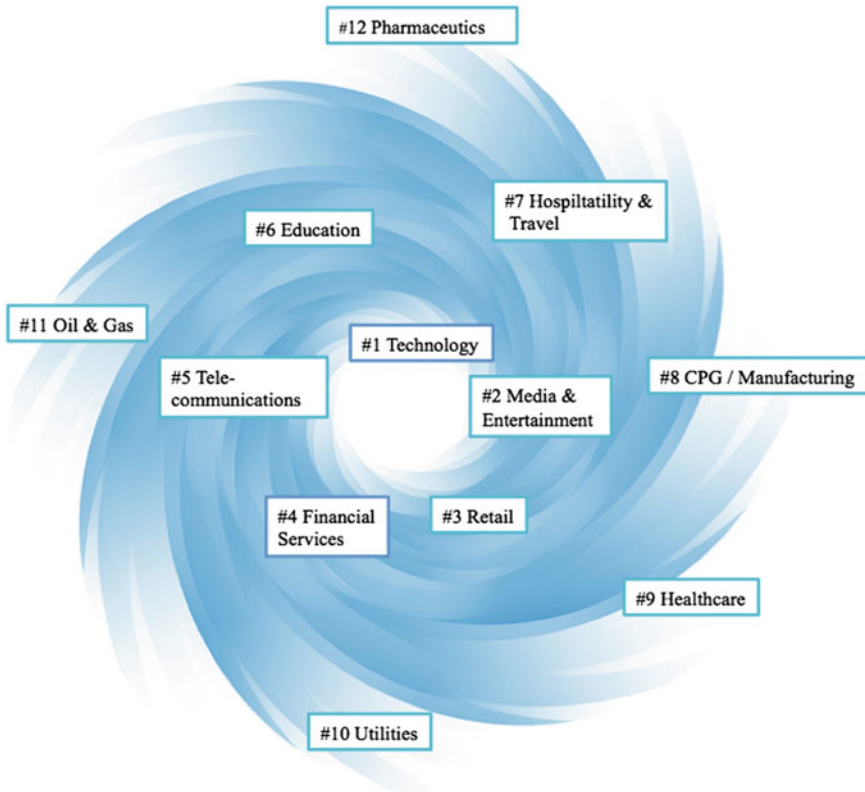 #12 Pharmaceutics
#7 Hospiltatility &
Travel
#6 Education
#11 Oil & Gas
#1 Technology
#5 Tele-
communications
#8 CPG / Manufacturing
#2 Media &
Entertainment
#4 Financial
Services
#3 Retail
#9 Healthcare
#10 Utilities